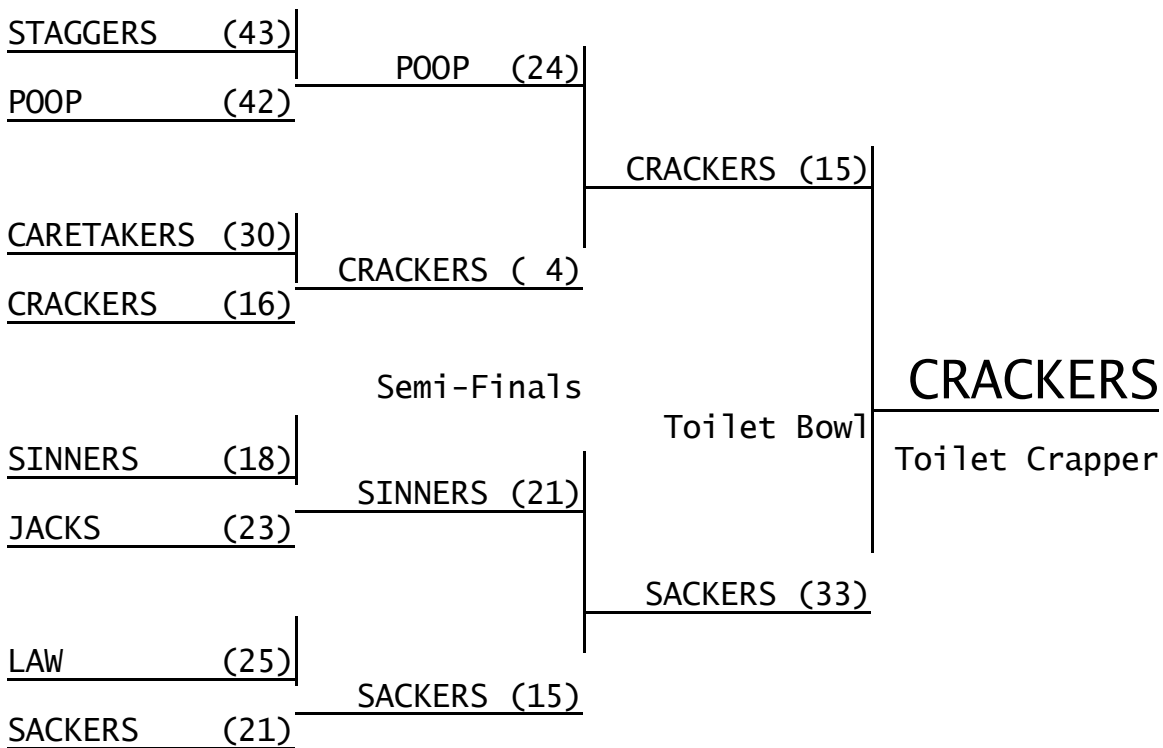 STAGGERS (43)
POOP (24)
POOP (42)
CRACKERS (15)
CARETAKERS (30)
CRACKERS ( 4)
CRACKERS (16)
CRACKERS
Semi-Finals
Toilet Bowl
Toilet Crapper
SINNERS (18)
SINNERS (21)
JACKS (23)
SACKERS (33)
LAW (25)
SACKERS (15)
SACKERS (21)